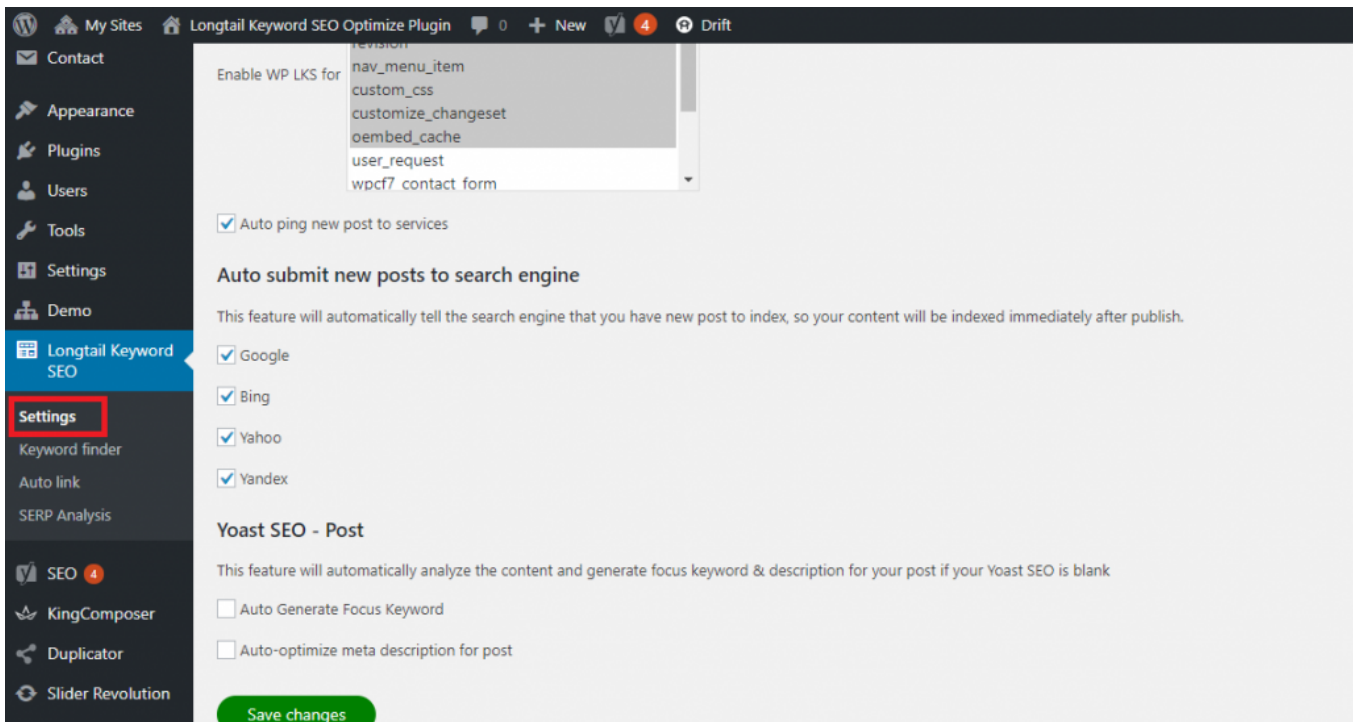 My Sites Longtail Keyword SEO Optimize Plugin 0 New 4 Drift
Contact
Appearance
Plugins
Users
Tools
Settings
Demo
Longtail Keyword
SEO
Settings
Keyword finder
Auto link
SERP Analysis
SEO 4
KingComposer
Duplicator
Slider Revolution
Enable WP LKS for
revision
nav_menu_item
custom_css
customize_changeset
oembed_cache
user_request
wpcf7_contact_form
Auto ping new post to services
Auto submit new posts to search engine
This feature will automatically tell the search engine that you have new post to index, so your content will be indexed immediately after publish.
Google
Bing
Yahoo
Yandex
Yoast SEO - Post
This feature will automatically analyze the content and generate focus keyword & description for your post if your Yoast SEO is blank
Auto Generate Focus Keyword
Auto-optimize meta description for post
Save changes